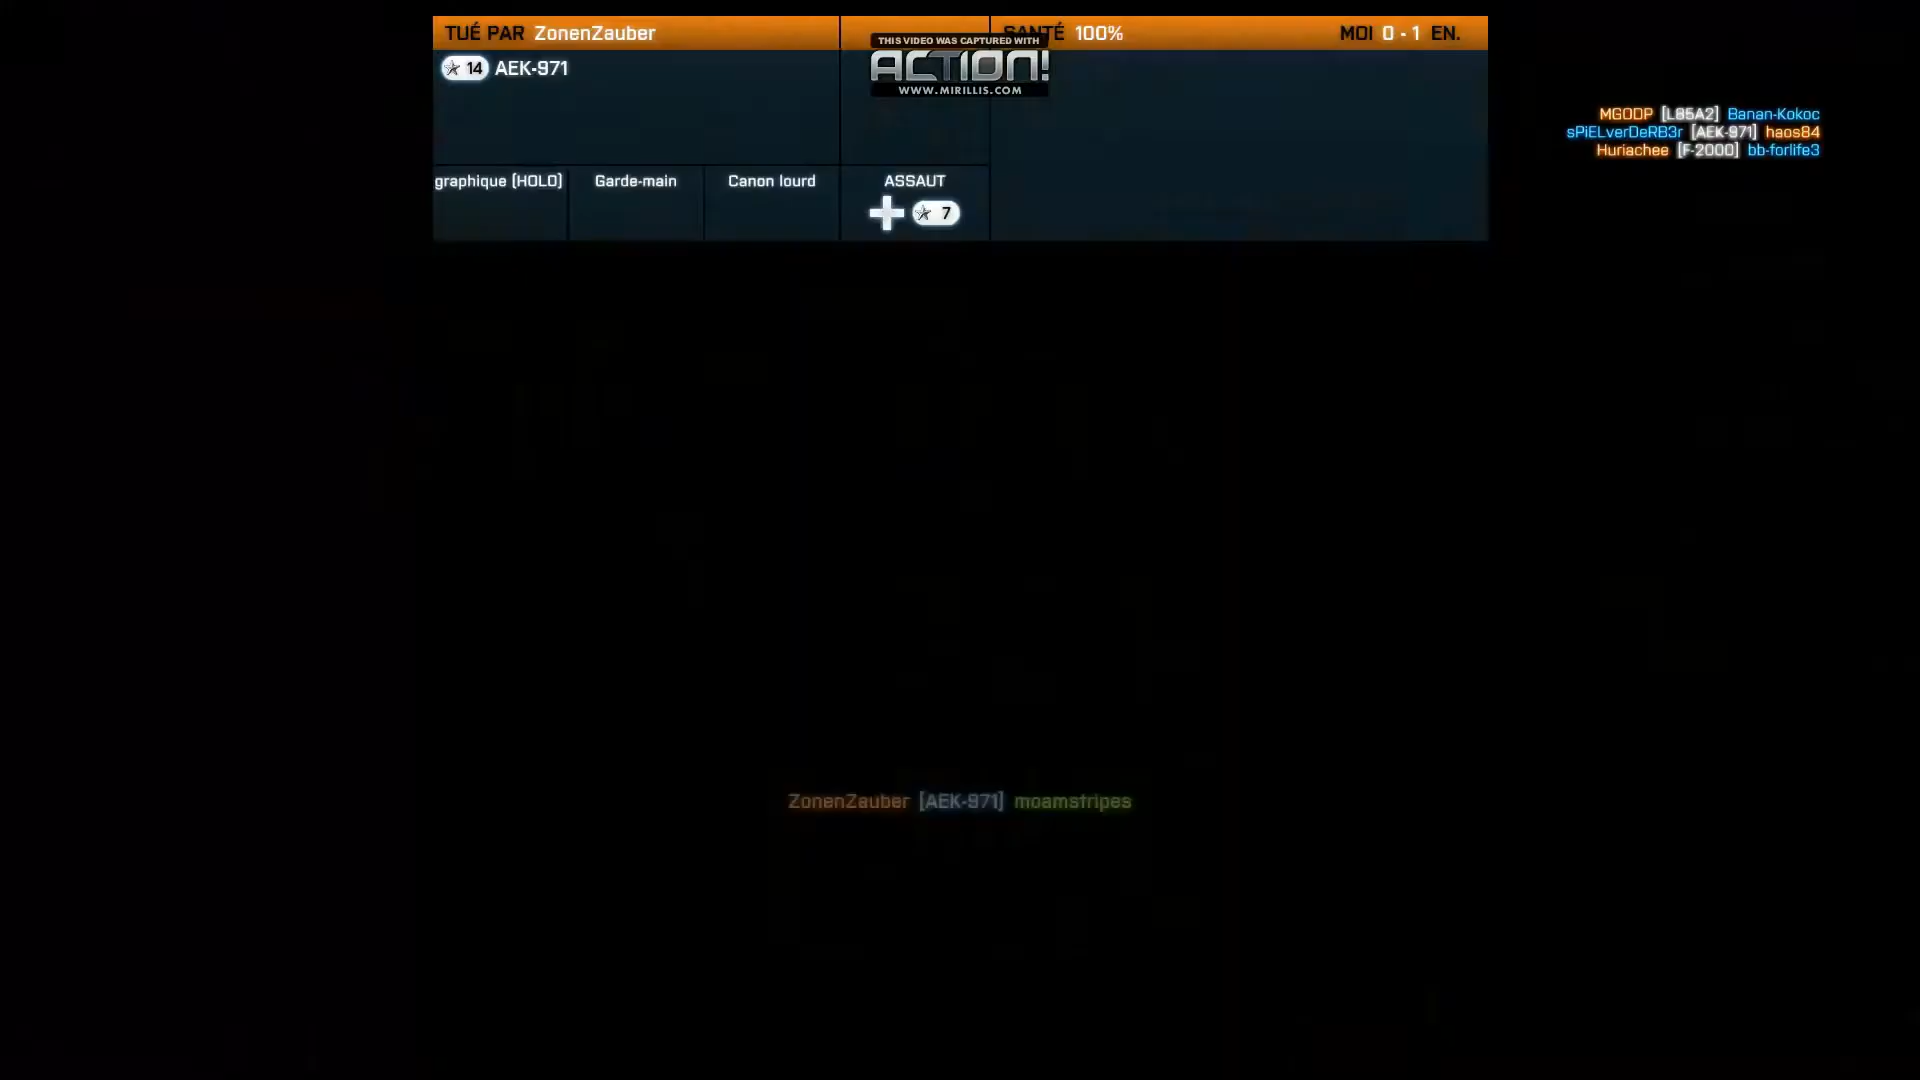 TUÉ PAR ZonenZauber
SANTÉ 100%
MOI 0 - 1 EN.
THIS VIDEO WAS CAPTURED WITH
ACTION!
WWW.MIRILLIS.COM
14 AEK-971
graphique [HOLO]
Garde-main
Canon lourd
ASSAUT
7
MGODP [L85A2] Banan-Kokoc
sPiELverDeRB3r [AEK-971] haos84
Huriachee [F-2000] bb-forlife3
ZonenZauber [AEK-971] moamstripes